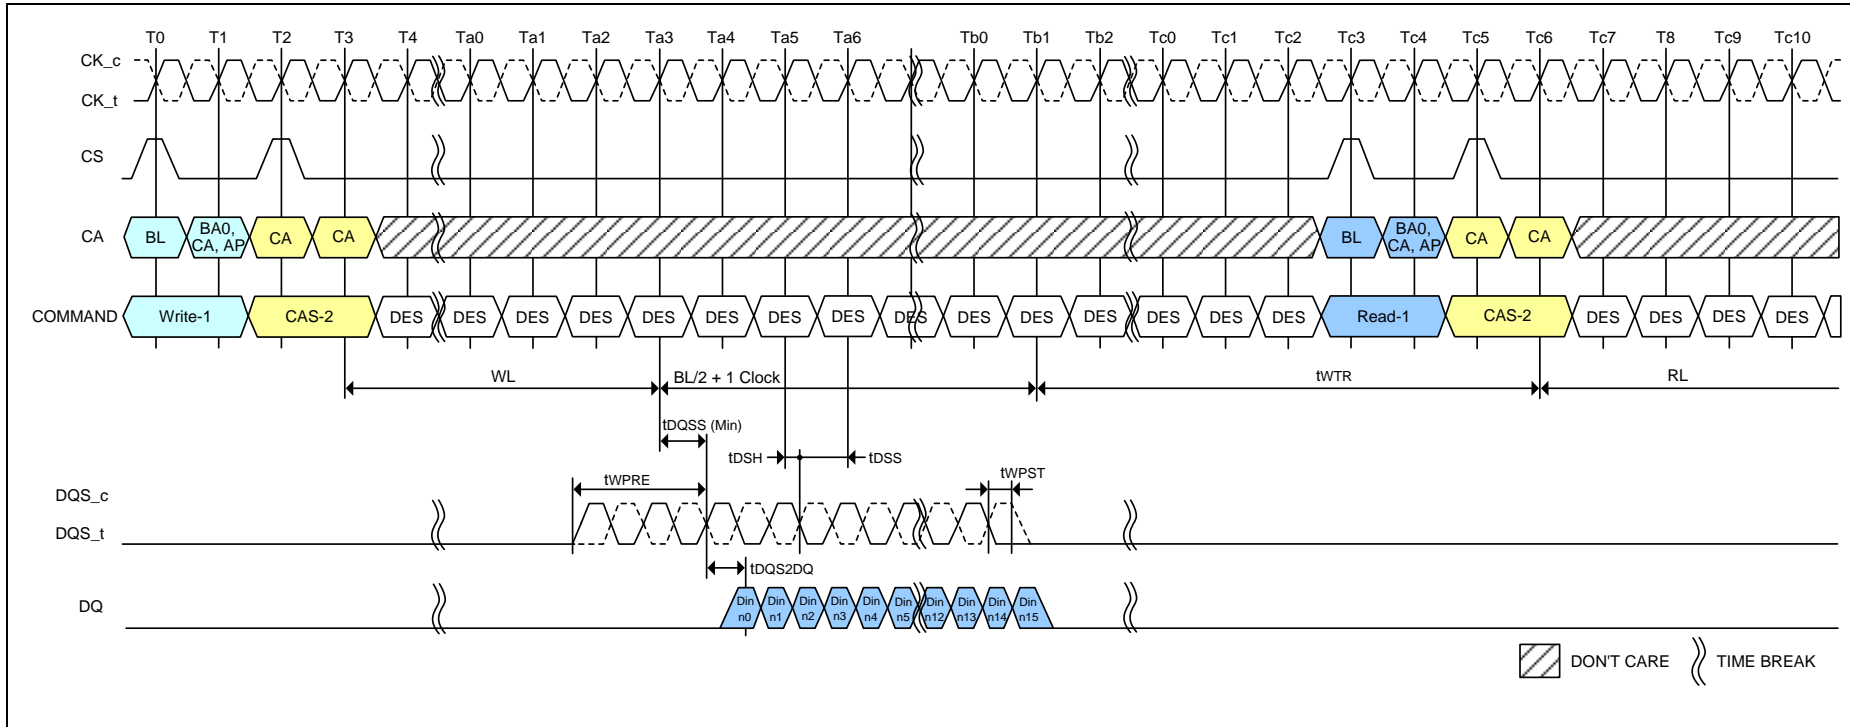 T0 T1 T2 T3 T4 Ta0 Ta1 Ta2 Ta3 Ta4 Ta5 Ta6 Tb0 Tb1 Tb2 Tc0 Tc1 Tc2 Tc3 Tc4 Tc5 Tc6 Tc7 T8 Tc9 Tc10
CK_c
CK_t
CS
CA BL BA0, CA, AP CA CA BL BA0, CA, AP CA CA
COMMAND Write-1 CAS-2 DES DES DES DES DES DES DES DES DES DES DES DES DES DES DES Read-1 CAS-2 DES DES DES DES
WL BL/2 + 1 Clock tWTR RL
tDQSS (Min)
tDSH tDSS
tWPRE tWPST
DQS_c
DQS_t
tDQS2DQ
DQ Din n0 Din n1 Din n2 Din n3 Din n4 Din n5 Din n12 Din n13 Din n14 Din n15
DON'T CARE TIME BREAK